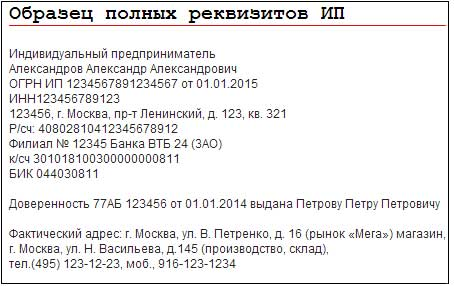 Образец полных реквизитов ИП
Индивидуальный предприниматель
Александров Александр Александрович
ОГРН ИП 1234567891234567 от 01.01.2015
ИНН123456789123
123456, г. Москва, пр-т Ленинский, д. 123, кв. 321
Р/сч: 40802810412345678912
Филиал № 12345 Банка ВТБ 24 (ЗАО)
к/сч 301018100300000000811
БИК 044030811
Доверенность 77АБ 123456 от 01.01.2014 выдана Петрову Петру Петровичу
Фактический адрес: г. Москва, ул. В. Петренко, д. 16 (рынок «Мега») магазин,
г. Москва, ул. Н. Васильева, д.145 (производство, склад),
тел.(495) 123-12-23, моб., 916-123-1234